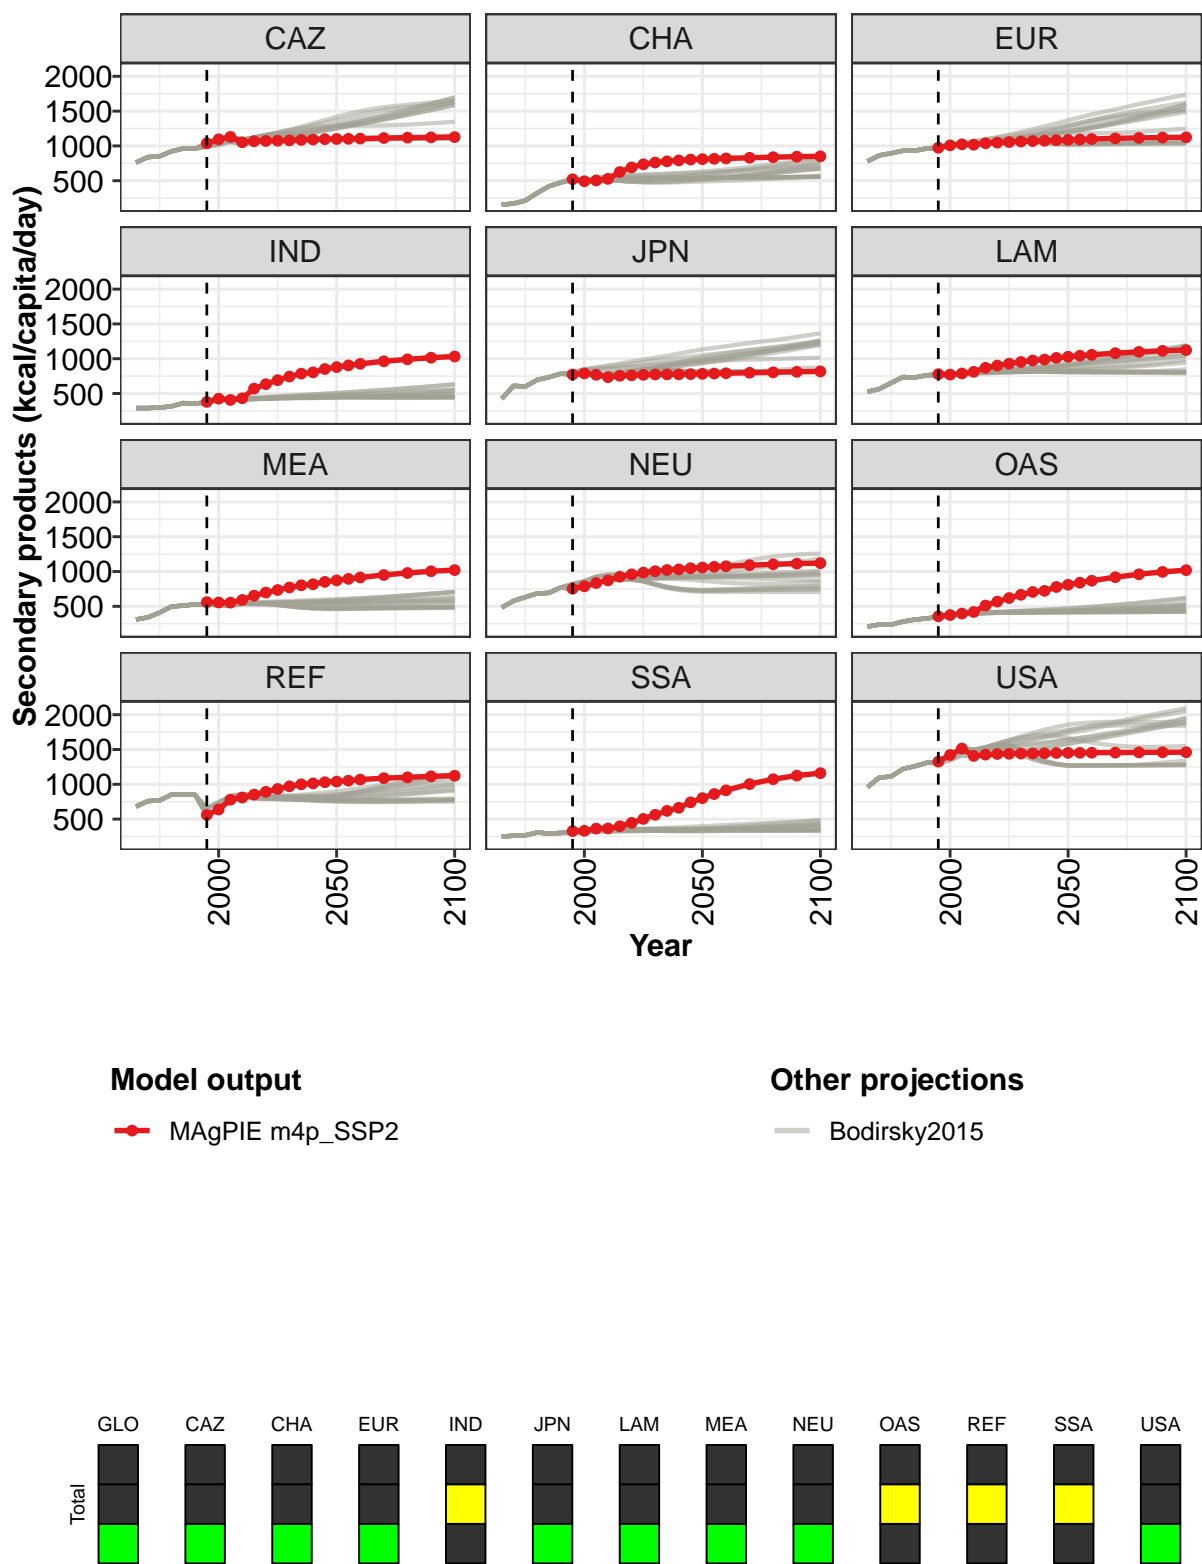 CAZ CHA EUR
2000
1500
1000
500
IND JPN LAM
2000
1500
1000
500
MEA NEU OAS
2000
1500
1000
500
REF SSA USA
2000
1500
1000
500
Secondary products (kcal/capita/day)
2000 2050 2100 2000 2050 2100 2000 2050 2100
Year
Model output Other projections
MAgPIE m4p_SSP2 Bodirsky2015
GLO CAZ CHA EUR IND JPN LAM MEA NEU OAS REF SSA USA
Total